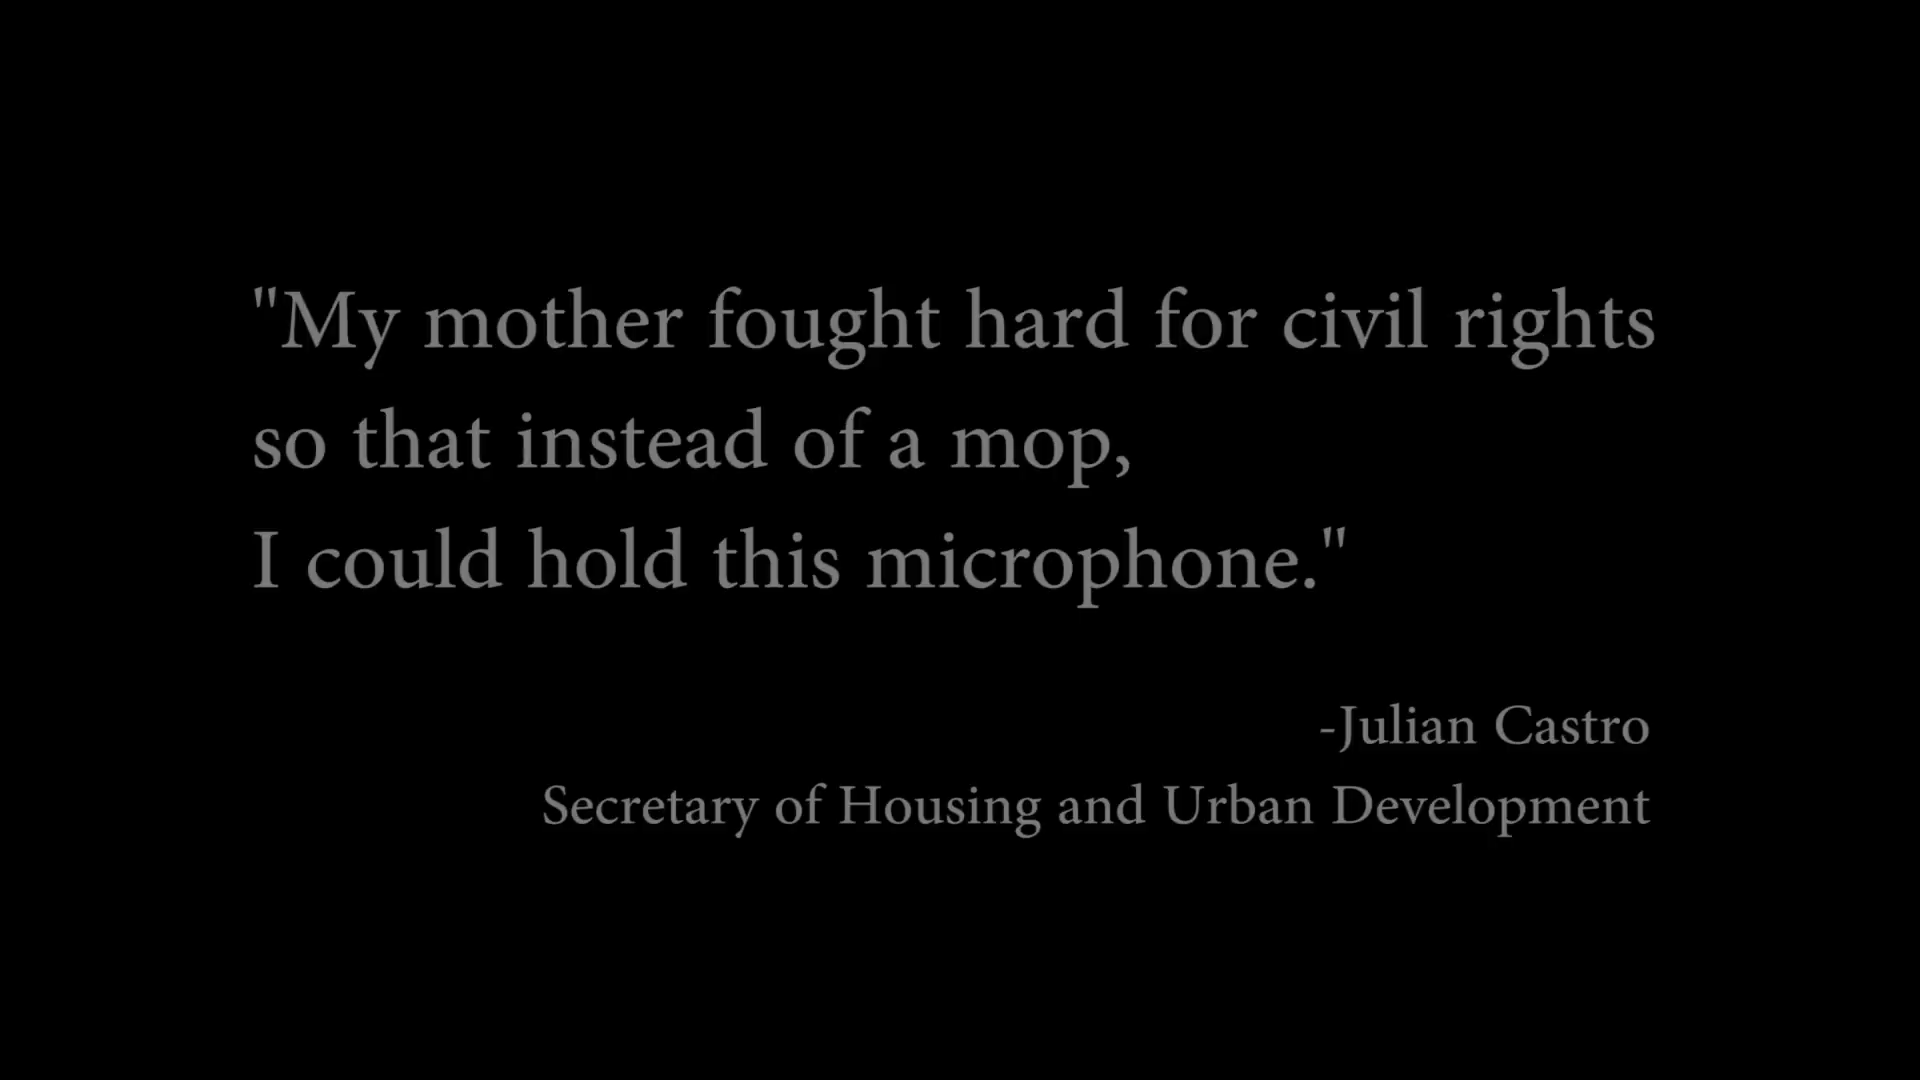 "My mother fought hard for civil rights
so that instead of a mop,
I could hold this microphone."
-Julian Castro
Secretary of Housing and Urban Development